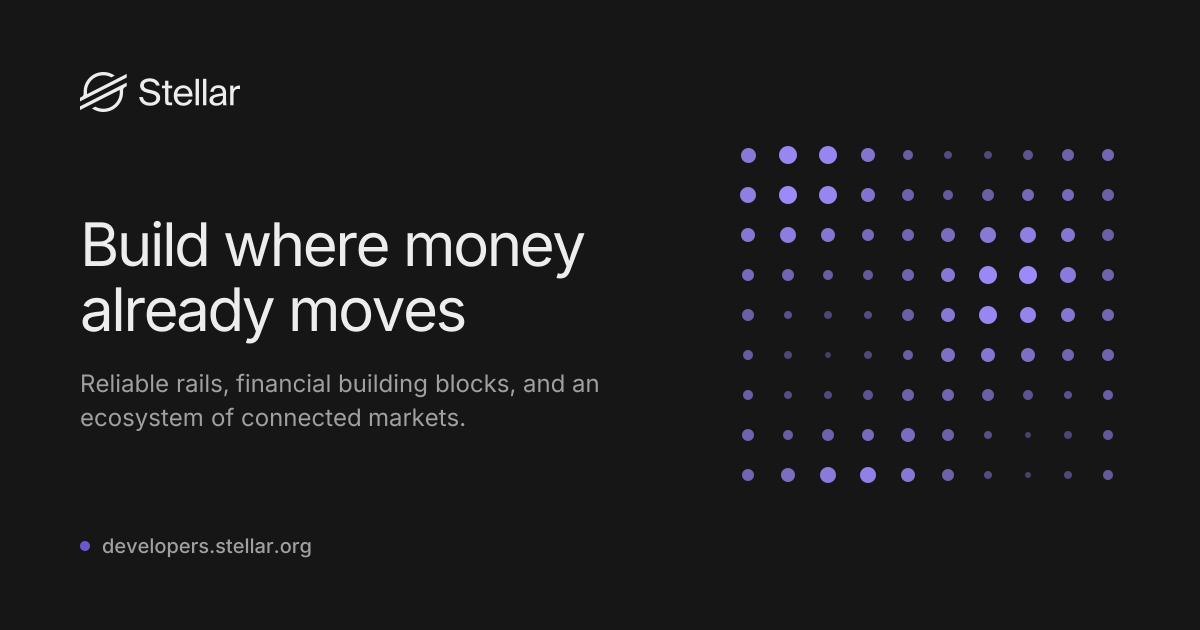 Stellar
Build where money
already moves
Reliable rails, financial building blocks, and an
ecosystem of connected markets.
developers.stellar.org